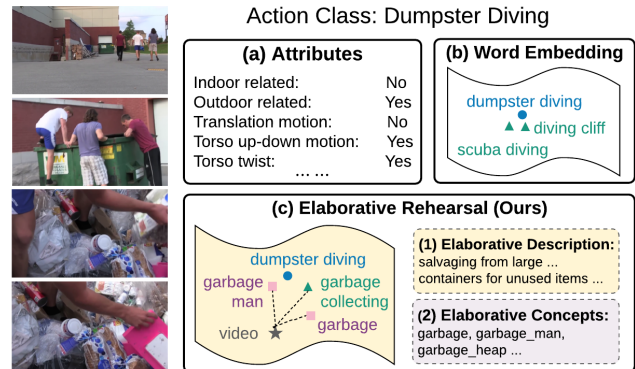 Action Class: Dumpster Diving
(a) Attributes
Indoor related: No
Outdoor related: Yes
Translation motion: No
Torso up-down motion: Yes
Torso twist: Yes
... ...
(b) Word Embedding
dumpster diving
diving cliff
scuba diving
(c) Elaborative Rehearsal (Ours)
dumpster diving
garbage
man
garbage
collecting
garbage
video
(1) Elaborative Description:
salvaging from large ...
containers for unused items ...
(2) Elaborative Concepts:
garbage, garbage_man,
garbage_heap ...